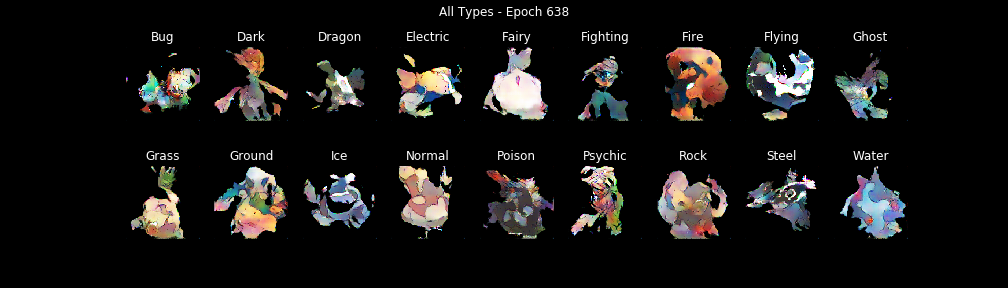 All Types - Epoch 638
Bug Dark Dragon Electric Fairy Fighting Fire Flying Ghost
Grass Ground Ice Normal Poison Psychic Rock Steel Water